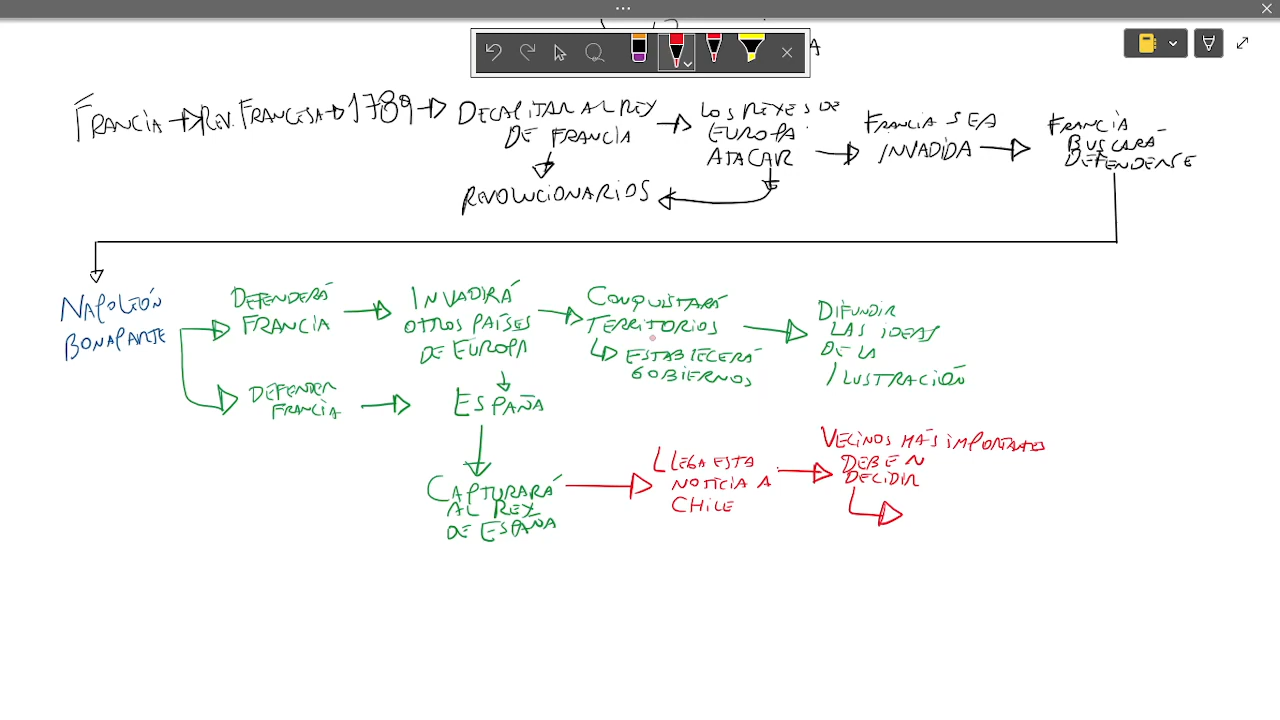 FRANCIA
REV. FRANCESA
1789
DECAPITAR AL REY
DE FRANCIA
REVOLUCIONARIOS
LOS REYES DE
EUROPA
ATACAR
FRANCIA SEA
INVADIDA
FRANCIA
BUSCARÁ
DEFENDENSE
NAPOLEÓN
BONAPARTE
DEFENDERÁ
FRANCIA
INVADIRÁ
OTROS PAÍSES
DE EUROPA
CONQUISTARÁ
TERRITORIOS
ESTABLECERÁ
GOBIERNOS
DIFUNDIR
LAS IDEAS
DE LA
ILUSTRACIÓN
DEFENDER
FRANCIA
ESPAÑA
CAPTURARÁ
AL REY
DE ESPAÑA
LLEGA ESTA
NOTICIA A
CHILE
VECINOS MÁS IMPORTANTES
DEBEN
DECIDIR